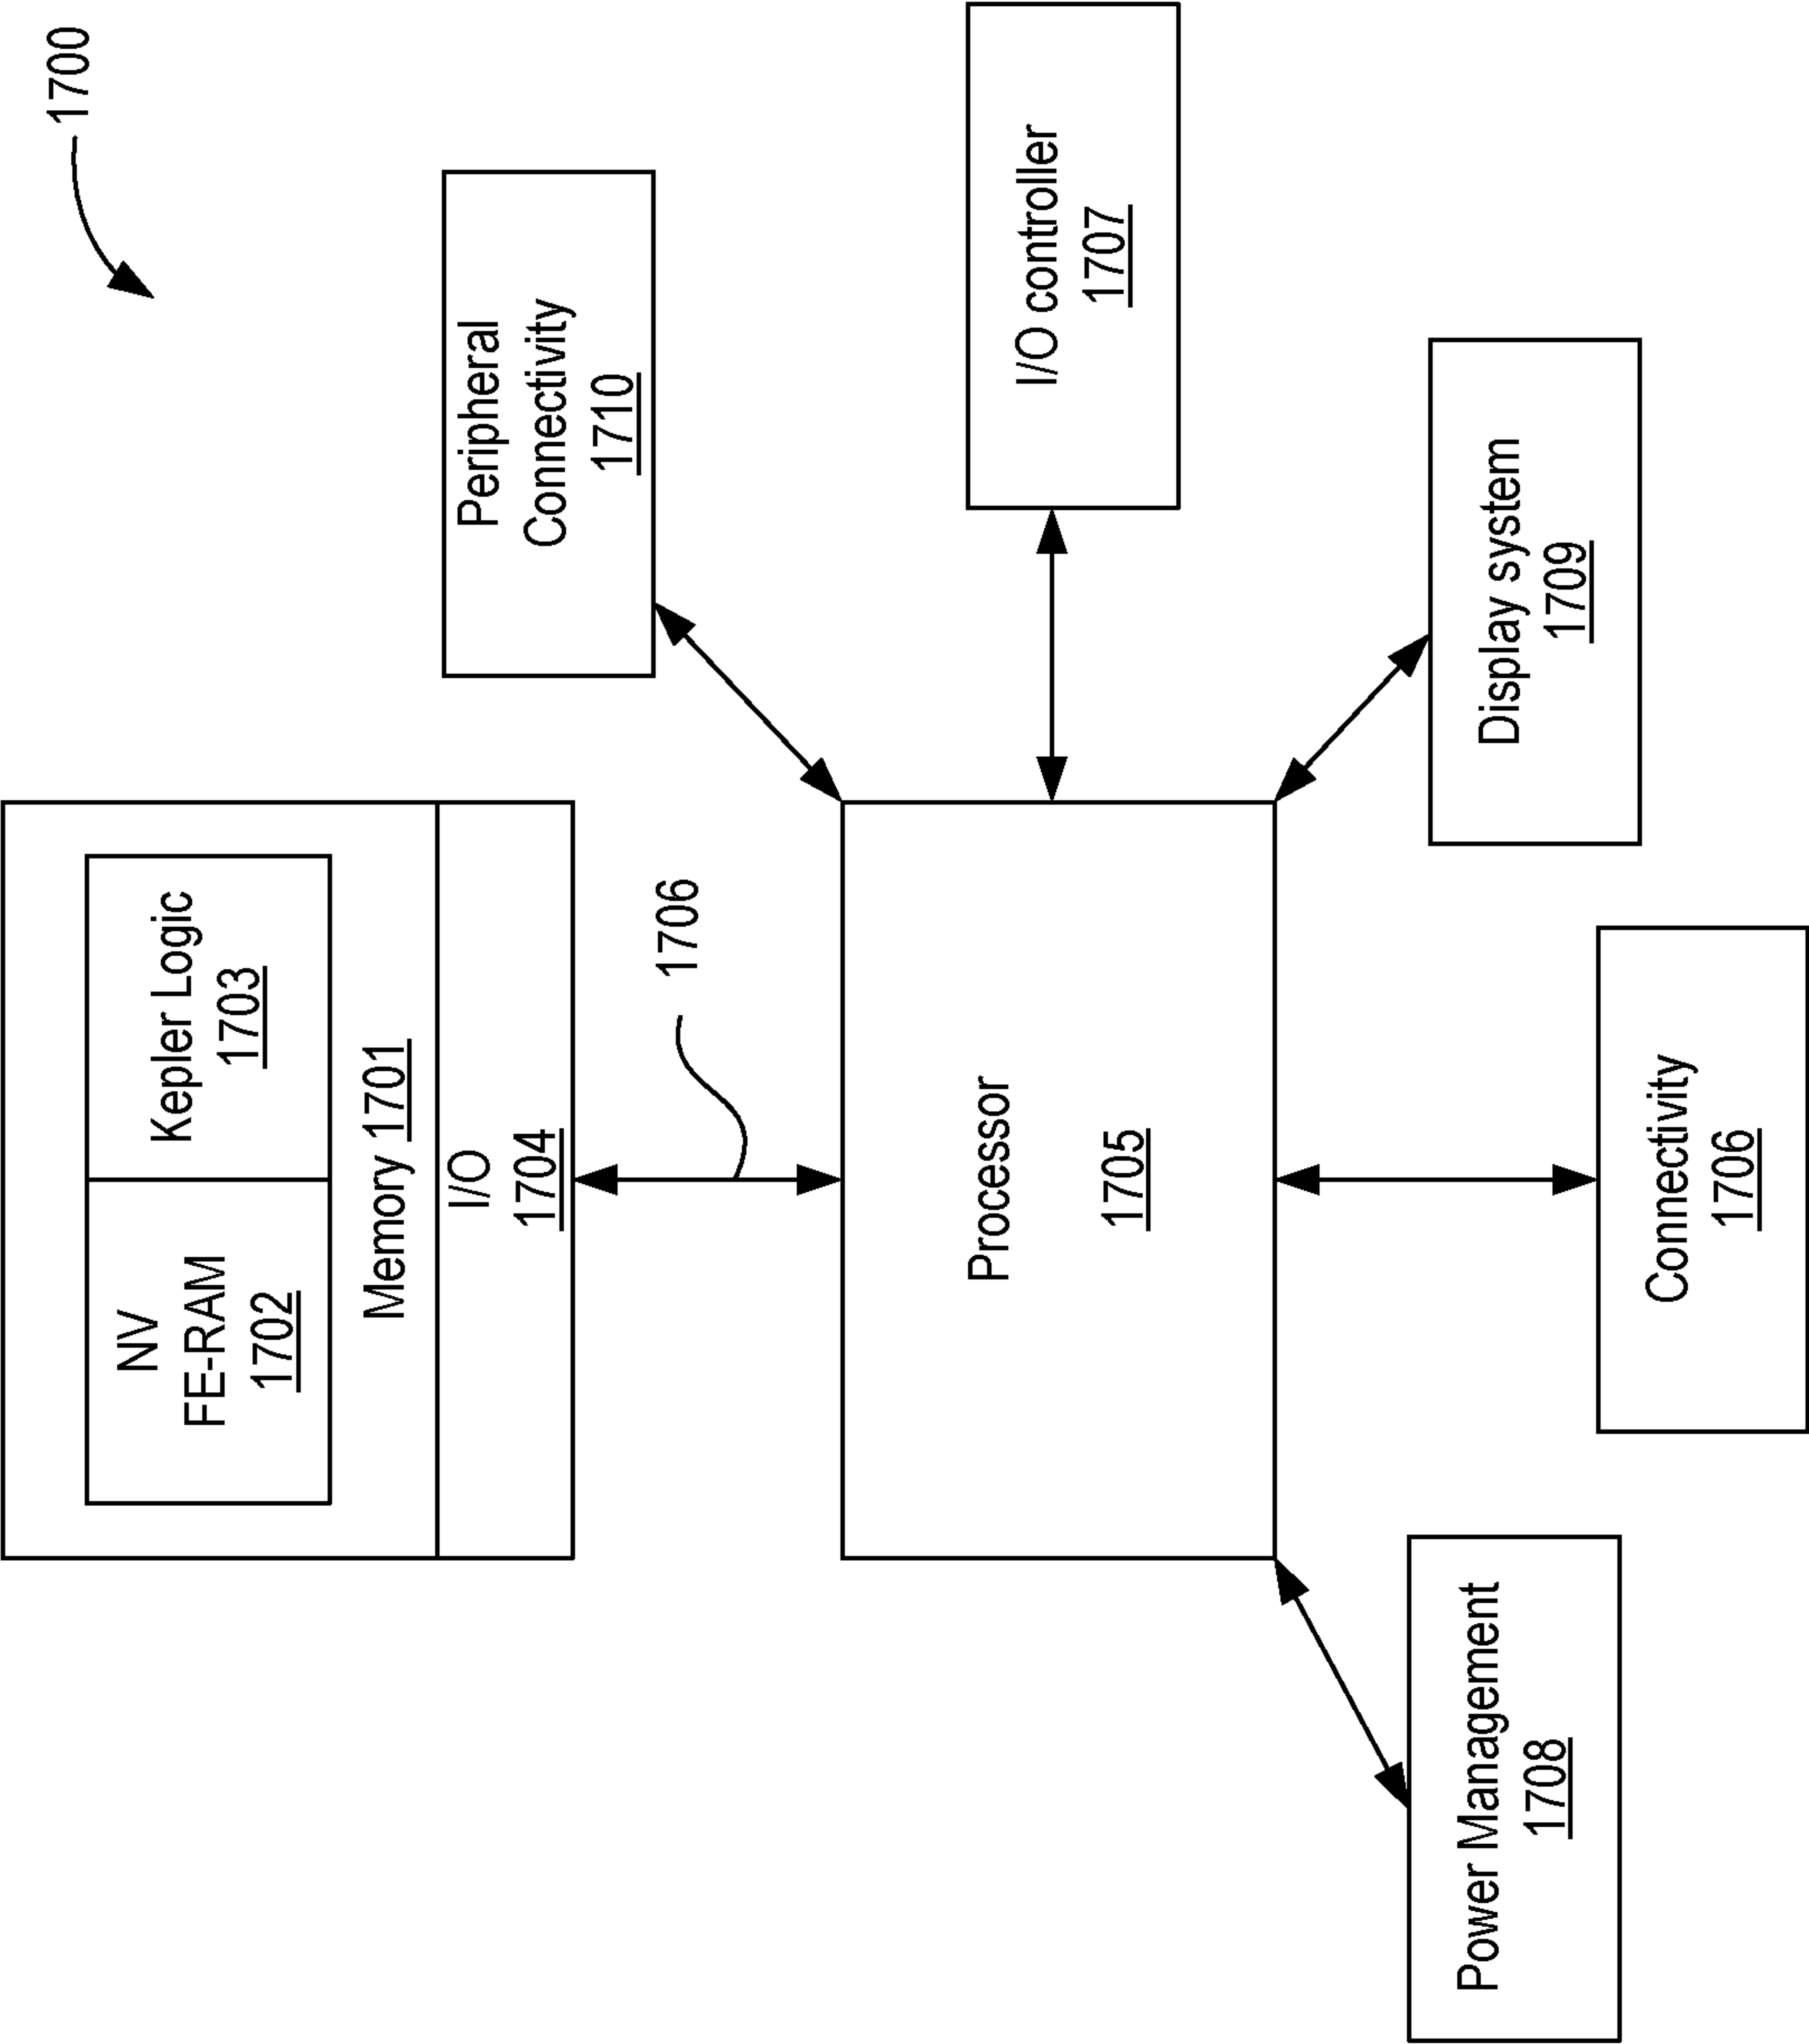 1700
NV
FE-RAM
1702
Kepler Logic
1703
Memory 1701
I/O
1704
1706
Peripheral
Connectivity
1710
Processor
1705
I/O controller
1707
Power Management
1708
Connectivity
1706
Display system
1709